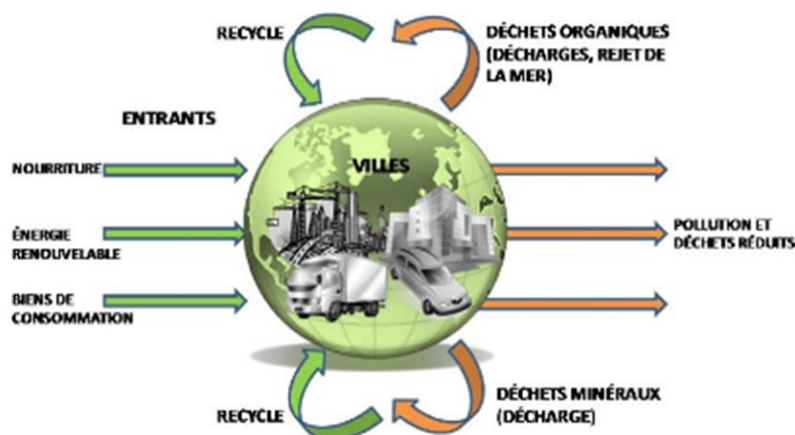 RECYCLE
DÉCHETS ORGANIQUES
(DÉCHARGES, REJET DE
LA MER)
ENTRANTS
VILLES
NOURRITURE
ÉNERGIE
RENOUVELABLE
POLLUTION ET
DÉCHETS RÉDUITS
BIENS DE
CONSOMMATION
RECYCLE
DÉCHETS MINÉRAUX
(DÉCHARGE)